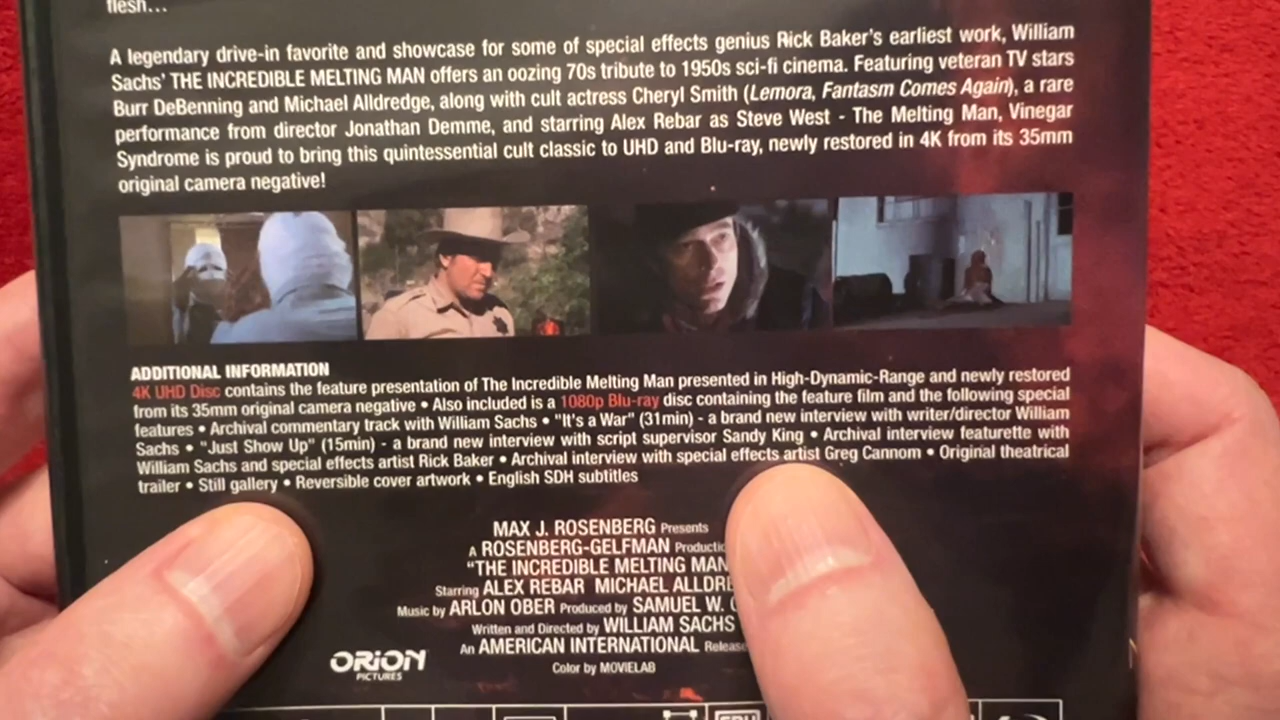 flesh...
A legendary drive-in favorite and showcase for some of special effects genius Rick Baker's earliest work, William
Sachs' THE INCREDIBLE MELTING MAN offers an oozing 70s tribute to 1950s sci-fi cinema. Featuring veteran TV stars
Burr DeBenning and Michael Alldredge, along with cult actress Cheryl Smith (Lemora, Fantasm Comes Again), a rare
performance from director Jonathan Demme, and starring Alex Rebar as Steve West - The Melting Man, Vinegar
Syndrome is proud to bring this quintessential cult classic to UHD and Blu-ray, newly restored in 4K from its 35mm
original camera negative!
ADDITIONAL INFORMATION
4K UHD Disc contains the feature presentation of The Incredible Melting Man presented in High-Dynamic-Range and newly restored
from its 35mm original camera negative • Also included is a 1080p Blu-ray disc containing the feature film and the following special
features • Archival commentary track with William Sachs • "It's a War" (31min) - a brand new interview with writer/director William
Sachs • "Just Show Up" (15min) - a brand new interview with script supervisor Sandy King • Archival interview featurette with
William Sachs and special effects artist Rick Baker • Archival interview with special effects artist Greg Cannom • Original theatrical
trailer • Still gallery • Reversible cover artwork • English SDH subtitles
MAX J. ROSENBERG Presents
A ROSENBERG-GELFMAN Productio
"THE INCREDIBLE MELTING MAN
Starring ALEX REBAR MICHAEL ALLDRE
Music by ARLON OBER Produced by SAMUEL W.
Written and Directed by WILLIAM SACHS
An AMERICAN INTERNATIONAL Release
Color by MOVIELAB
ORION
PICTURES